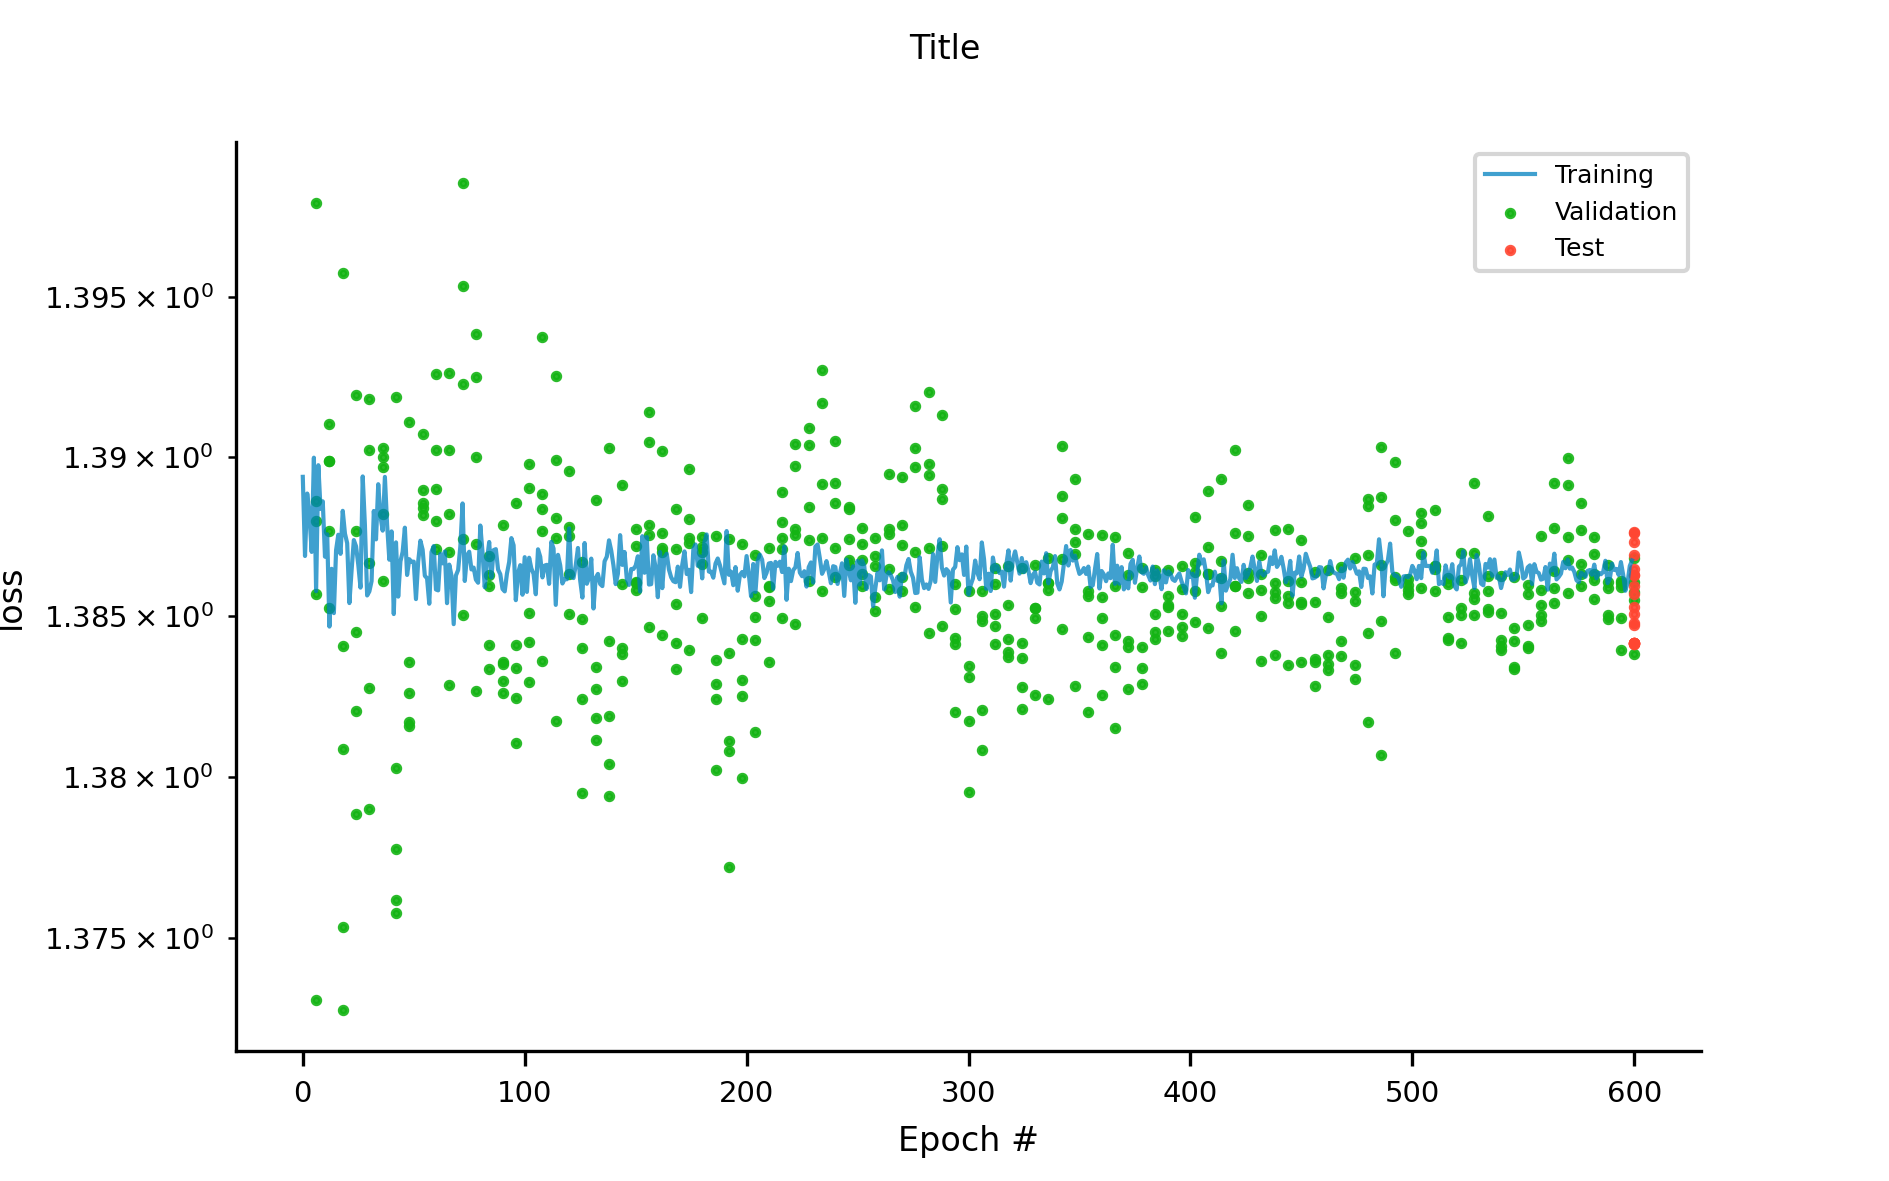 Title
Training
Validation
Test
1.395 × 10⁰
1.39 × 10⁰
1.385 × 10⁰
1.38 × 10⁰
1.375 × 10⁰
loss
0 100 200 300 400 500 600
Epoch #